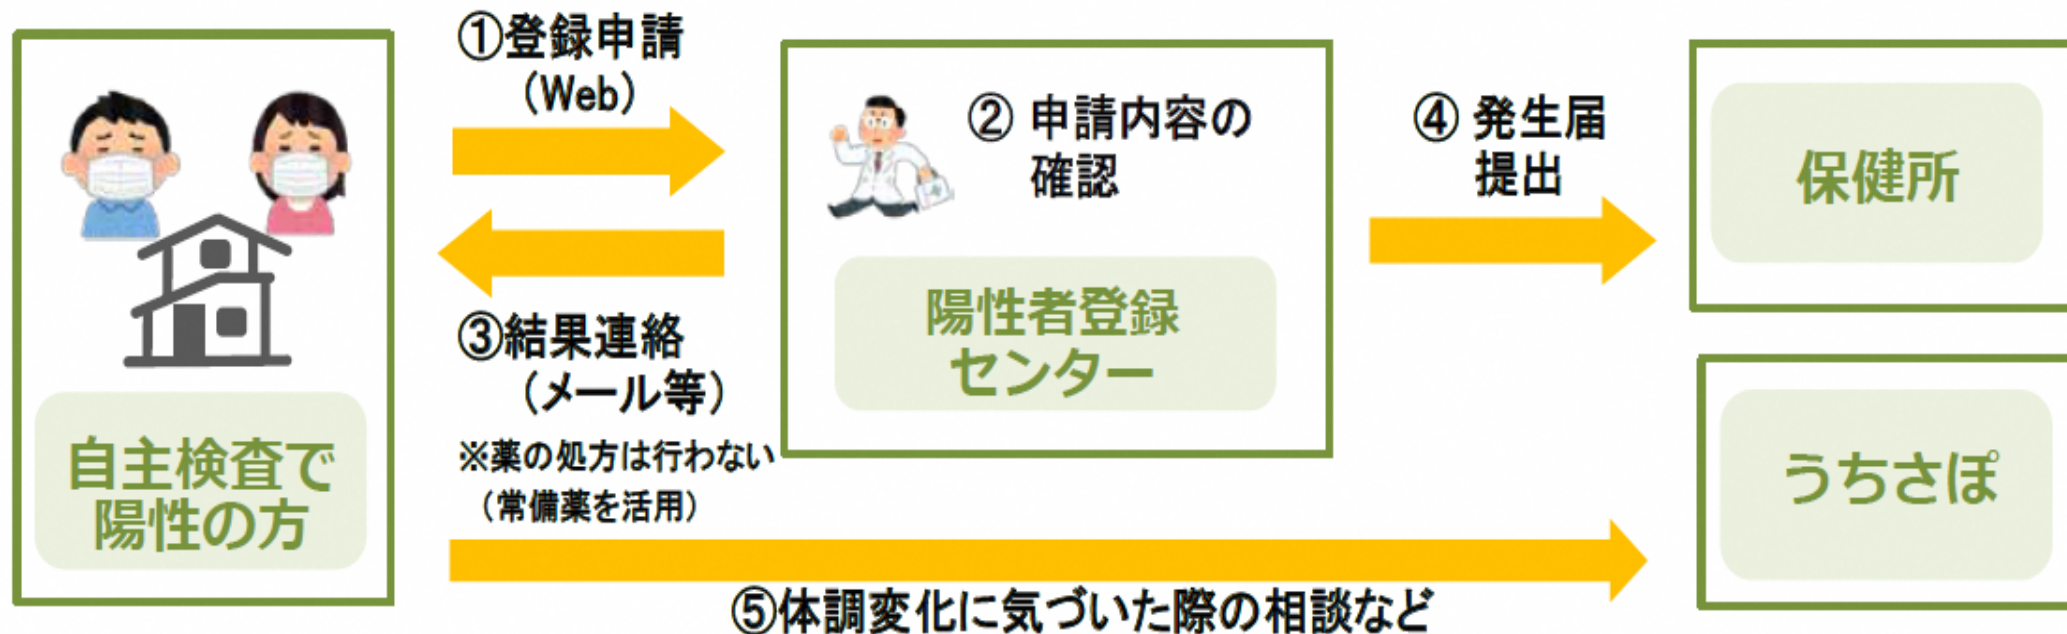 ①登録申請
（Web）
② 申請内容の
確認
陽性者登録
センター
③結果連絡
（メール等）
※薬の処方は行わない
（常備薬を活用）
自主検査で
陽性の方
④ 発生届
提出
保健所
うちさぽ
⑤体調変化に気づいた際の相談など